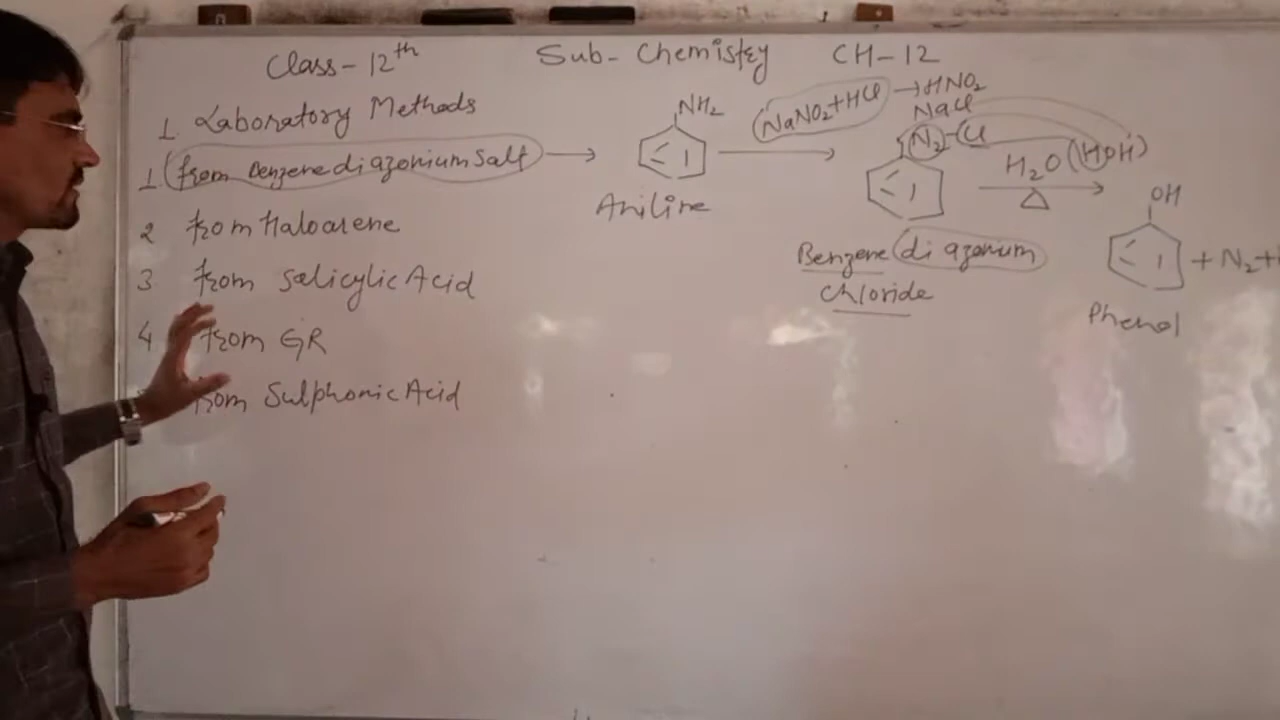 Class-12th Sub-Chemistry CH-12
1. Laboratory Methods
1 from Benzenediazonium Salt
2 from Haloarene
3 from Salicylic Acid
4 from GR
from Sulphonic Acid
NH2
Aniline
NaNO2+HCl → HNO2
NaCl
N2-Cl
Benzene diazonium
Chloride
H2O (HOH)
△
OH
+ N2 +
Phenol